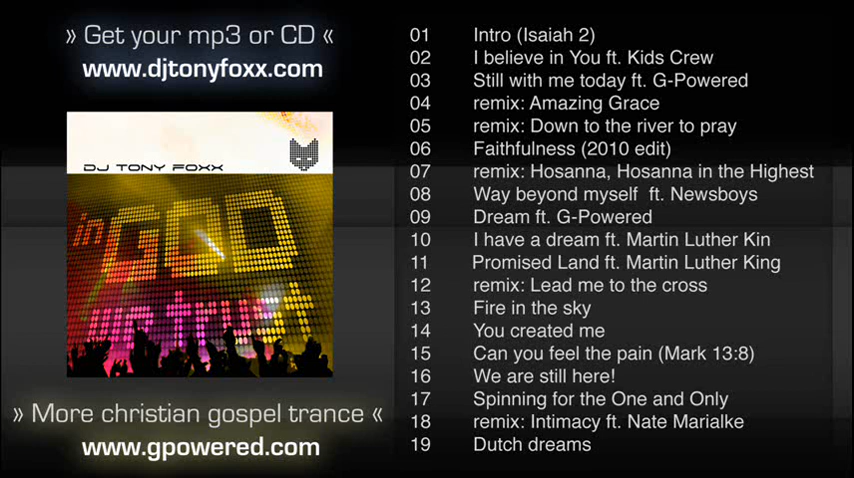 » Get your mp3 or CD «
www.djtonyfoxx.com
DJ TONY FOXX
in GOD
we trust
» More christian gospel trance «
www.gpowered.com
01 Intro (Isaiah 2)
02 I believe in You ft. Kids Crew
03 Still with me today ft. G-Powered
04 remix: Amazing Grace
05 remix: Down to the river to pray
06 Faithfulness (2010 edit)
07 remix: Hosanna, Hosanna in the Highest
08 Way beyond myself ft. Newsboys
09 Dream ft. G-Powered
10 I have a dream ft. Martin Luther Kin
11 Promised Land ft. Martin Luther King
12 remix: Lead me to the cross
13 Fire in the sky
14 You created me
15 Can you feel the pain (Mark 13:8)
16 We are still here!
17 Spinning for the One and Only
18 remix: Intimacy ft. Nate Marialke
19 Dutch dreams